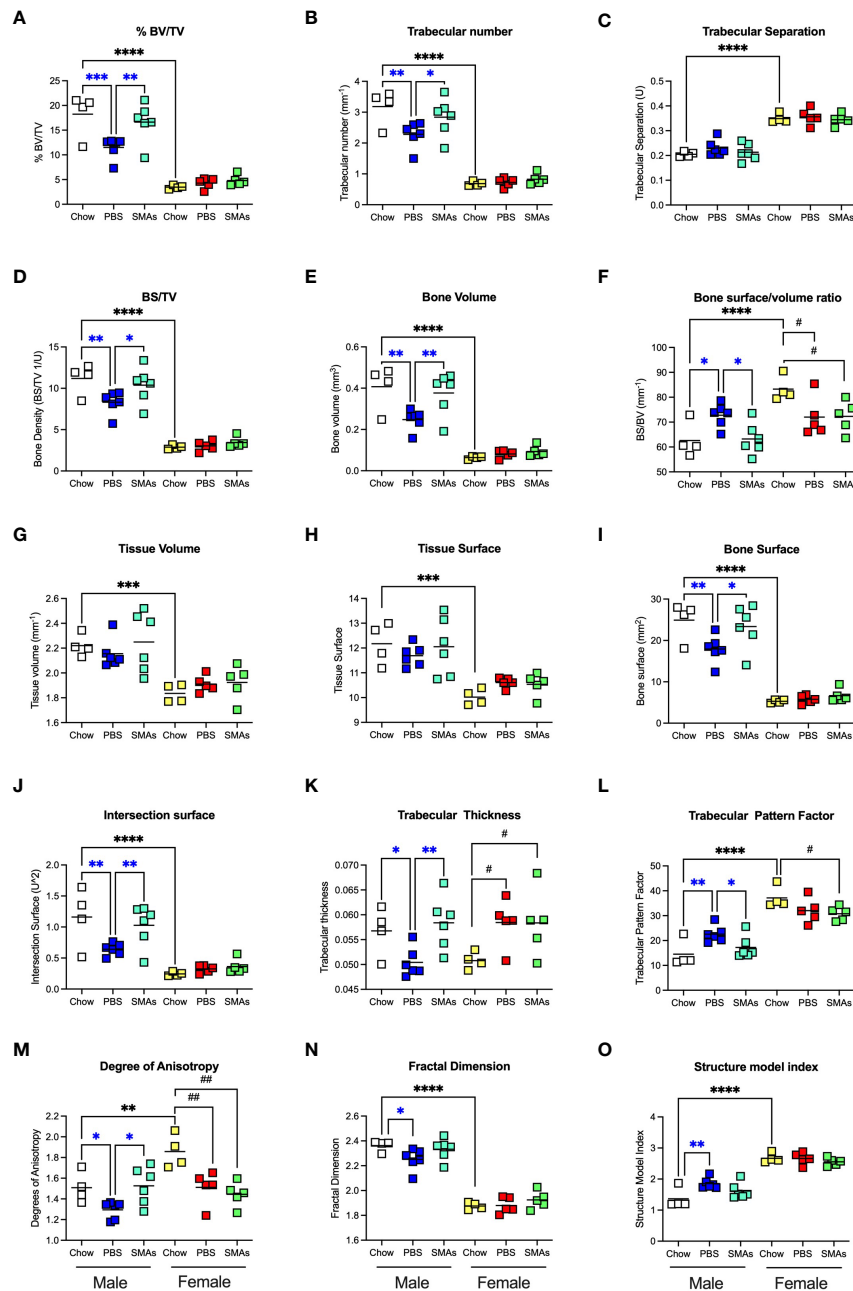 A
% BV/TV
****
***
**
25
20
15
10
5
0
% BV/TV
Chow PBS SMAs Chow PBS SMAs
B
Trabecular number
****
**
*
4
3
2
1
0
Trabecular number (mm-1)
Chow PBS SMAs Chow PBS SMAs
C
Trabecular Separation
****
0.6
0.4
0.2
0.0
Trabecular Separation (U)
Chow PBS SMAs Chow PBS SMAs
D
BS/TV
****
**
*
15
10
5
0
Bone Density (BS/TV 1/U)
Chow PBS SMAs Chow PBS SMAs
E
Bone Volume
****
**
**
0.6
0.4
0.2
0.0
Bone volume (mm3)
Chow PBS SMAs Chow PBS SMAs
F
Bone surface/volume ratio
****
#
#
*
*
100
90
80
70
60
50
BS/BV (mm-1)
Chow PBS SMAs Chow PBS SMAs
G
Tissue Volume
***
2.6
2.4
2.2
2.0
1.8
1.6
Tissue volume (mm-1)
Chow PBS SMAs Chow PBS SMAs
H
Tissue Surface
***
14
13
12
11
10
9
Tissue Surface
Chow PBS SMAs Chow PBS SMAs
I
Bone Surface
****
**
*
30
20
10
0
Bone surface (mm2)
Chow PBS SMAs Chow PBS SMAs
J
Intersection surface
****
**
**
2.0
1.5
1.0
0.5
0.0
Intersection Surface (U^2)
Chow PBS SMAs Chow PBS SMAs
K
Trabecular Thickness
#
*
**
#
0.070
0.065
0.060
0.055
0.050
0.045
Trabecular thickness
Chow PBS SMAs Chow PBS SMAs
L
Trabecular Pattern Factor
****
#
**
*
50
40
30
20
10
0
Trabecular Pattern Factor
Chow PBS SMAs Chow PBS SMAs
M
Degree of Anisotropy
##
**
##
*
*
2.2
2.0
1.8
1.6
1.4
1.2
1.0
Degrees of Anisotropy
Chow PBS SMAs Chow PBS SMAs
Male Female
N
Fractal Dimension
****
*
2.6
2.4
2.2
2.0
1.8
1.6
Fractal Dimension
Chow PBS SMAs Chow PBS SMAs
Male Female
O
Structure model index
****
**
4
3
2
1
0
Structure Model Index
Chow PBS SMAs Chow PBS SMAs
Male Female